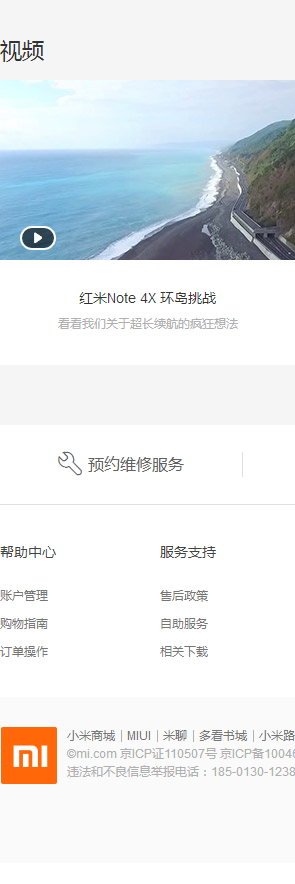 视频
红米Note 4X 环岛挑战
看看我们关于超长续航的疯狂想法
预约维修服务
帮助中心
服务支持
账户管理
售后政策
购物指南
自助服务
订单操作
相关下载
小米商城|MIUI|米聊|多看书城|小米路
©mi.com 京ICP证110507号 京ICP备10046
违法和不良信息举报电话：185-0130-1238